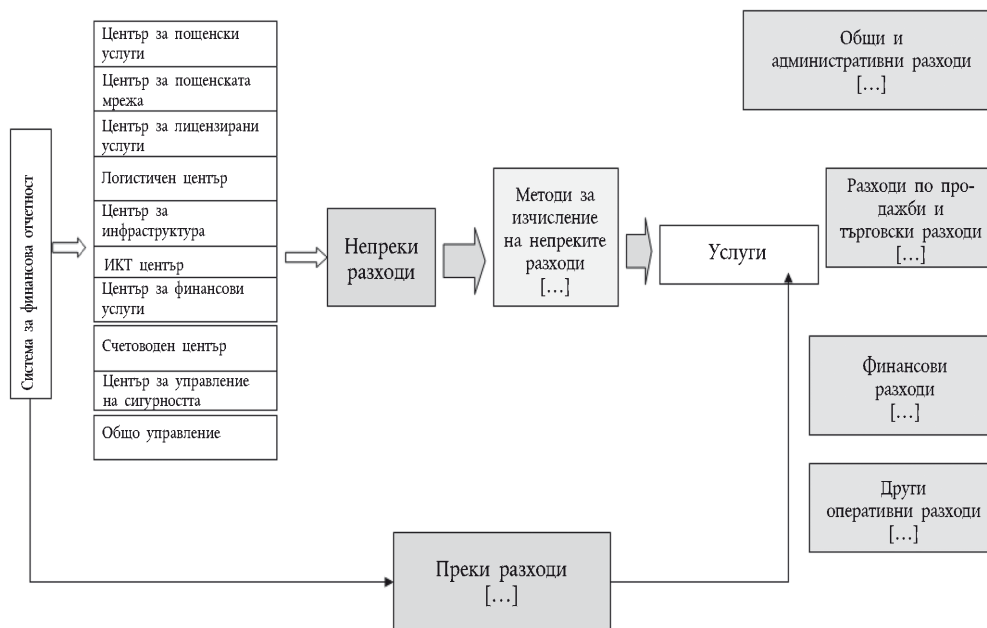 Система за финансова отчетност
Център за пощенски
услуги
Център за пощенската
мрежа
Център за лицензирани
услуги
Логистичен център
Център за
инфраструктура
ИКТ център
Център за финансови
услуги
Счетоводен център
Център за управление
на сигурността
Общо управление
Непреки
разходи
Методи за
изчисление
на непреките
разходи
[…]
Услуги
Общи и
административни разходи
[…]
Разходи по про-
дажби и
търговски разходи
[…]
Финансови
разходи
[…]
Други
оперативни разходи
[…]
Преки разходи
[…]